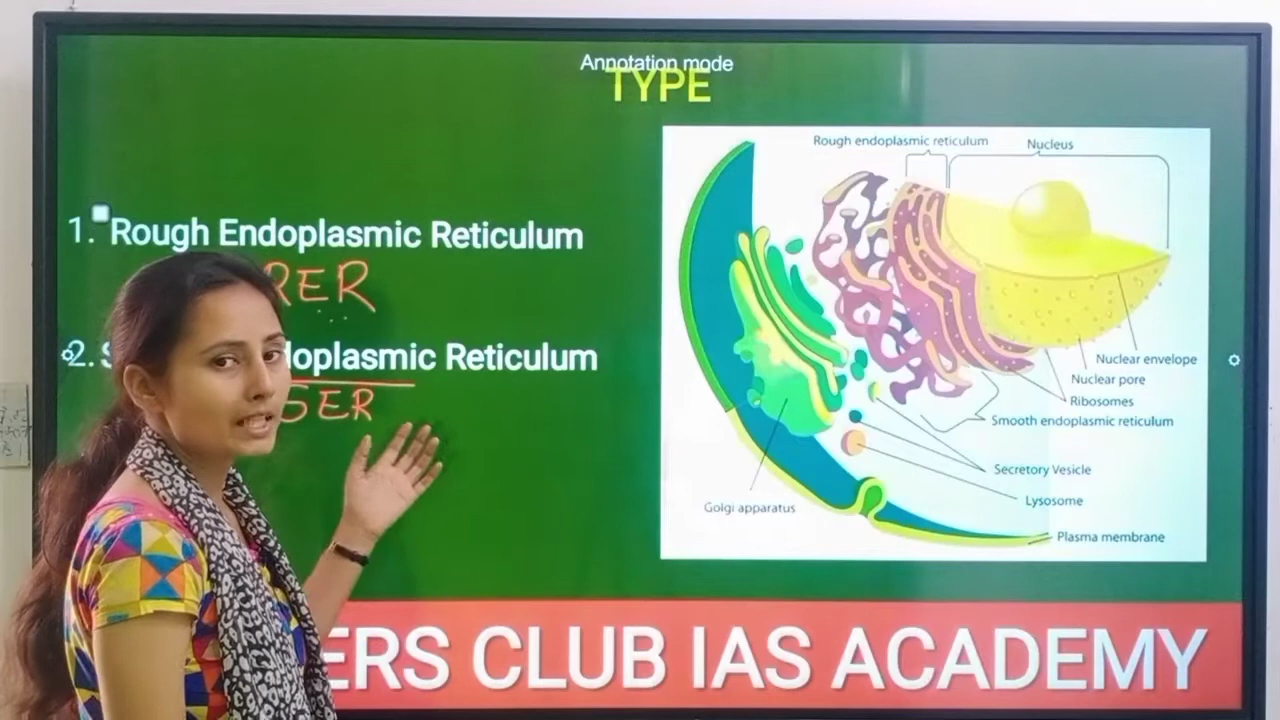 Annotation mode
TYPE
1. Rough Endoplasmic Reticulum
RER
2. S doplasmic Reticulum
SER
Rough endoplasmic reticulum
Nucleus
Nuclear envelope
Nuclear pore
Ribosomes
Smooth endoplasmic reticulum
Secretory Vesicle
Lysosome
Golgi apparatus
Plasma membrane
ERS CLUB IAS ACADEMY